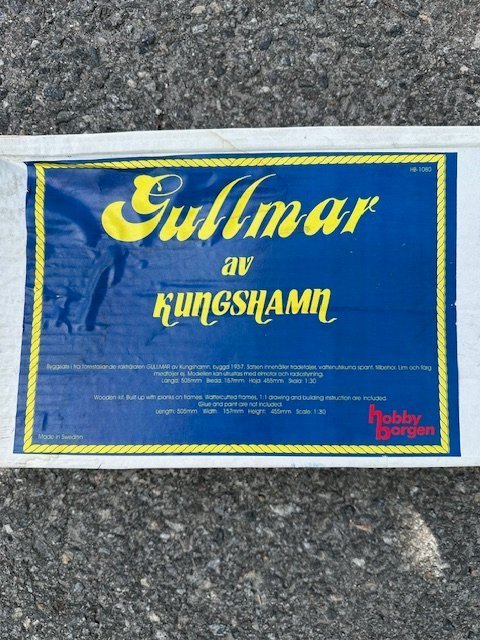 HB-1080
Gullmar
av
KUNGSHAMN
Byggsats i trä föreställande räktrålaren GULLMAR av Kungshamn, byggd 1937. Satsen innehåller trädetaljer, vattenutskurna spant, tillbehör. Lim och färg
medföljer ej. Modellen kan utrustas med elmotor och radiostyrning.
Längd: 505mm Bredd: 157mm Höjd: 455mm Skala: 1:30
Wooden kit. Built up with planks on frames. Watercutted frames, 1:1 drawing and building instruction are included.
Glue and paint are not included.
Length: 505mm Width: 157mm Height: 455mm Scale: 1:30
hobby
borgen
Made in Sweden